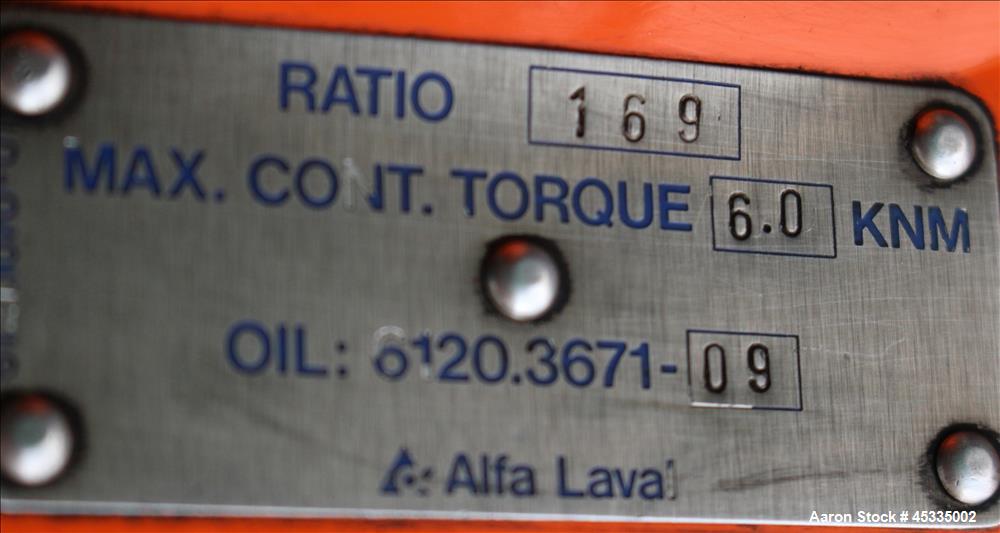 RATIO 169
MAX. CONT. TORQUE 6.0 KNM
OIL: 6120.3671-09
Alfa Laval
Aaron Stock # 45335002